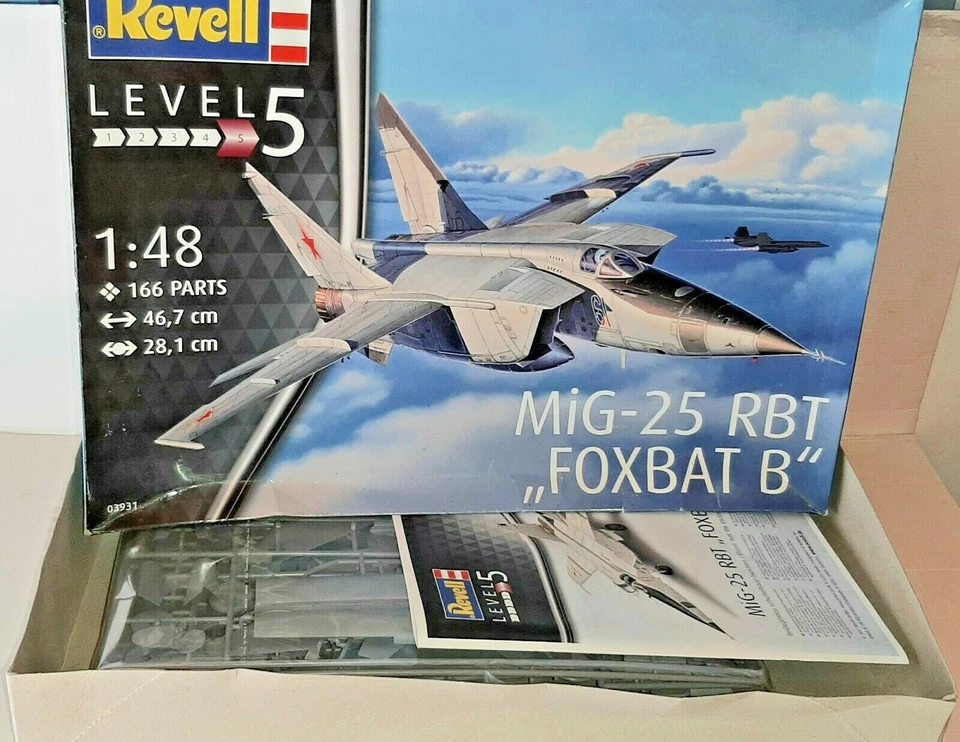 Revell
®
LEVEL 5
1 2 3 4 5
1:48
166 PARTS
46,7 cm
28,1 cm
MiG-25 RBT
„FOXBAT B“
03931
Revell
LEVEL 5
MiG-25 RBT „FOXB